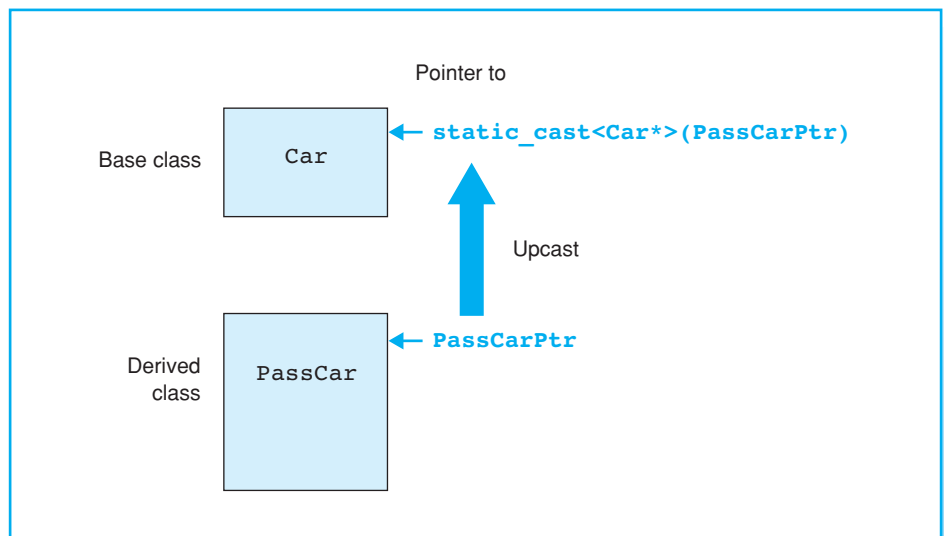 Pointer to
static_cast<Car*>(PassCarPtr)
Base class
Car
Upcast
PassCarPtr
Derived
class
PassCar